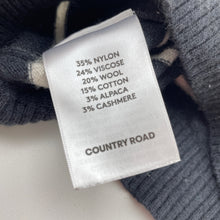 35% NYLON
24% VISCOSE
20% WOOL
15% COTTON
3% ALPACA
3% CASHMERE
COUNTRY ROAD